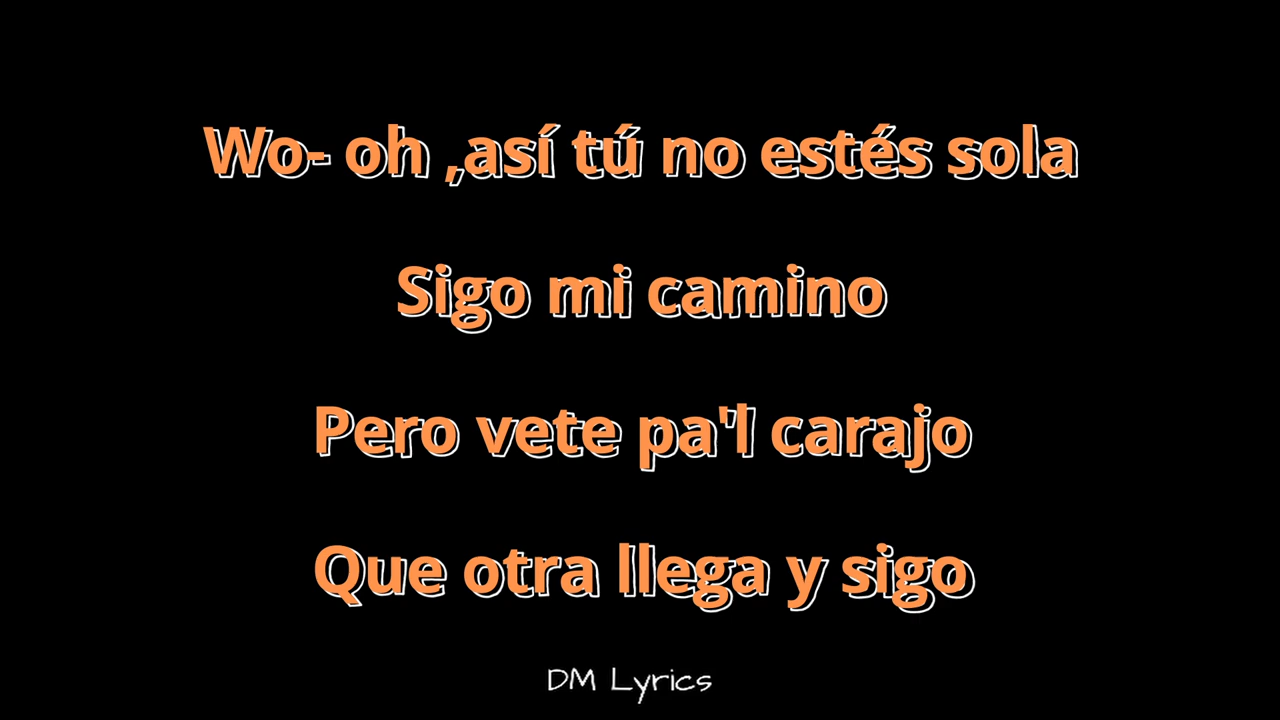 Wo- oh ,así tú no estés sola
Sigo mi camino
Pero vete pa'l carajo
Que otra llega y sigo
DM Lyrics